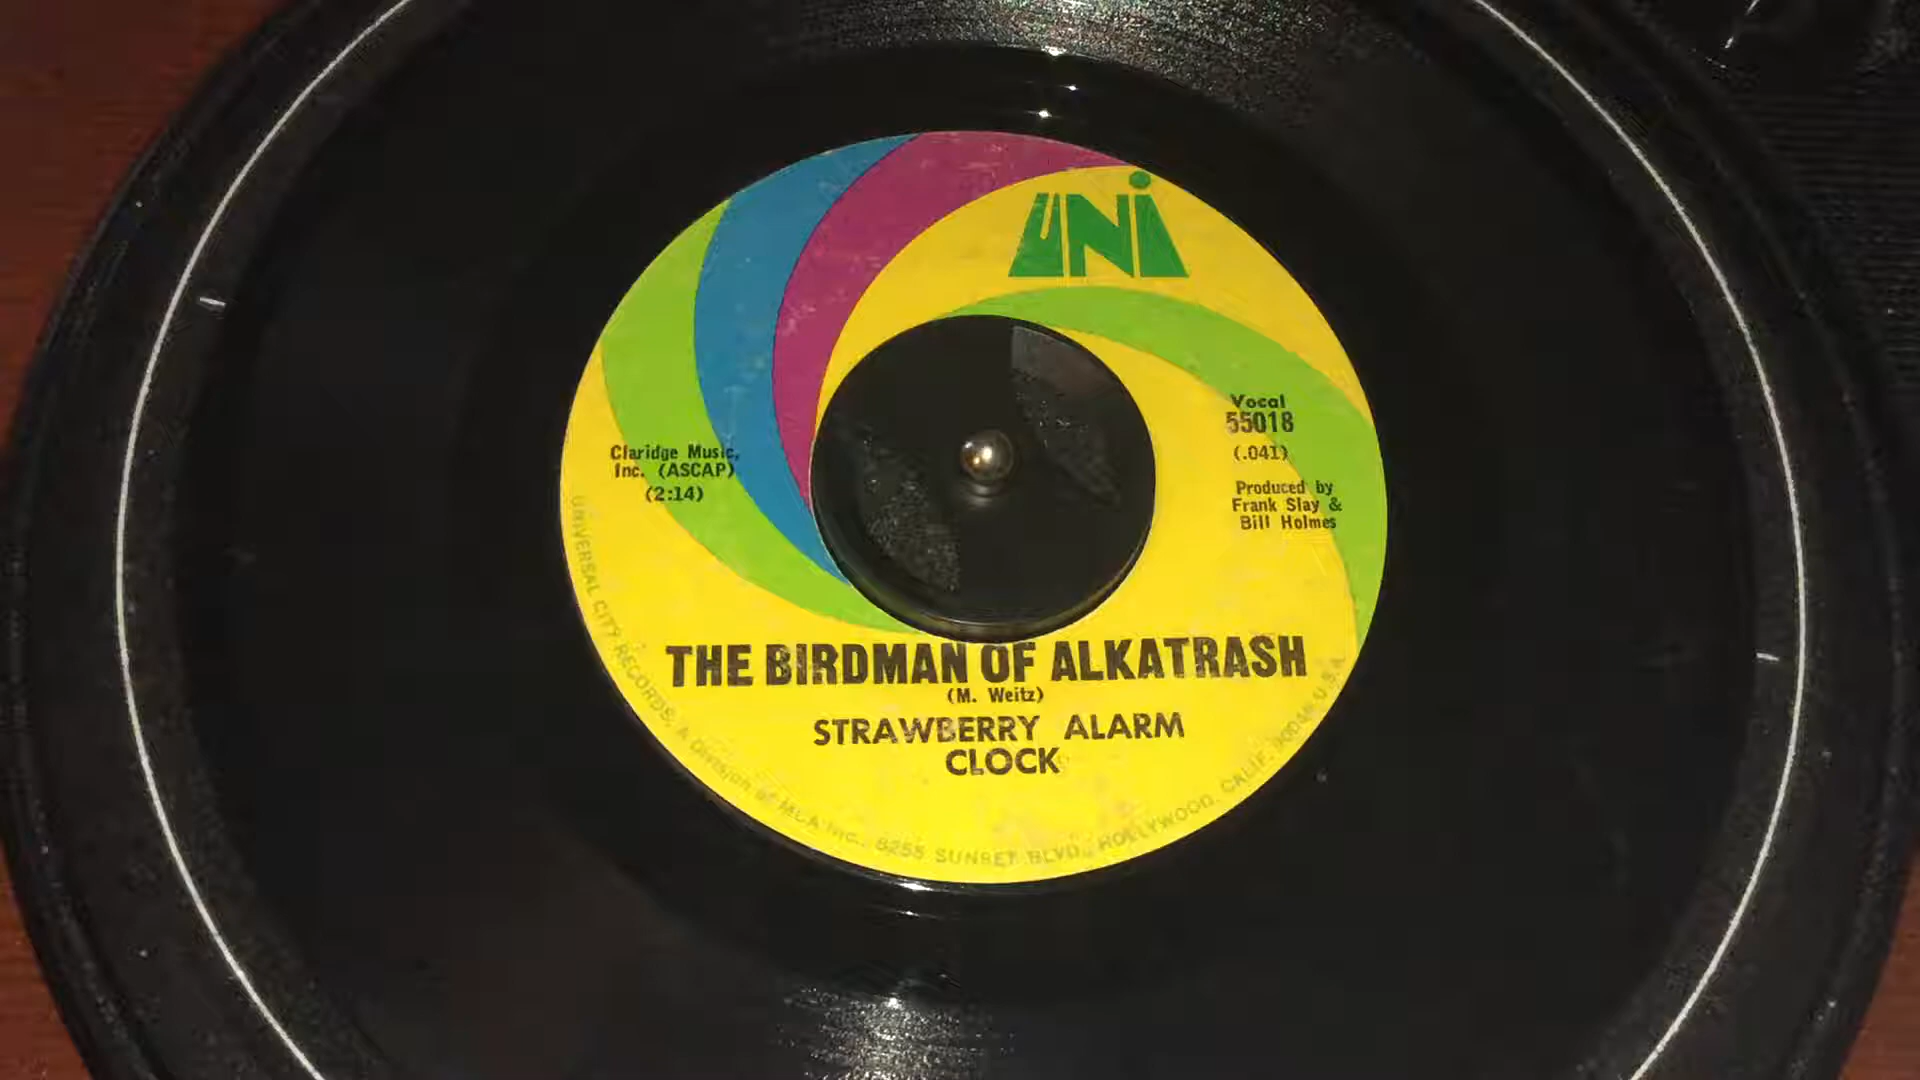 UNI
Vocal
55018
(.041)
Produced by
Frank Slay &
Bill Holmes
Claridge Music,
Inc. (ASCAP)
(2:14)
THE BIRDMAN OF ALKATRASH
(M. Weitz)
STRAWBERRY ALARM
CLOCK
UNIVERSAL CITY RECORDS, A Division of MCA Inc., 8255 SUNSET BLVD., HOLLYWOOD, CALIF. 90046 U.S.A.